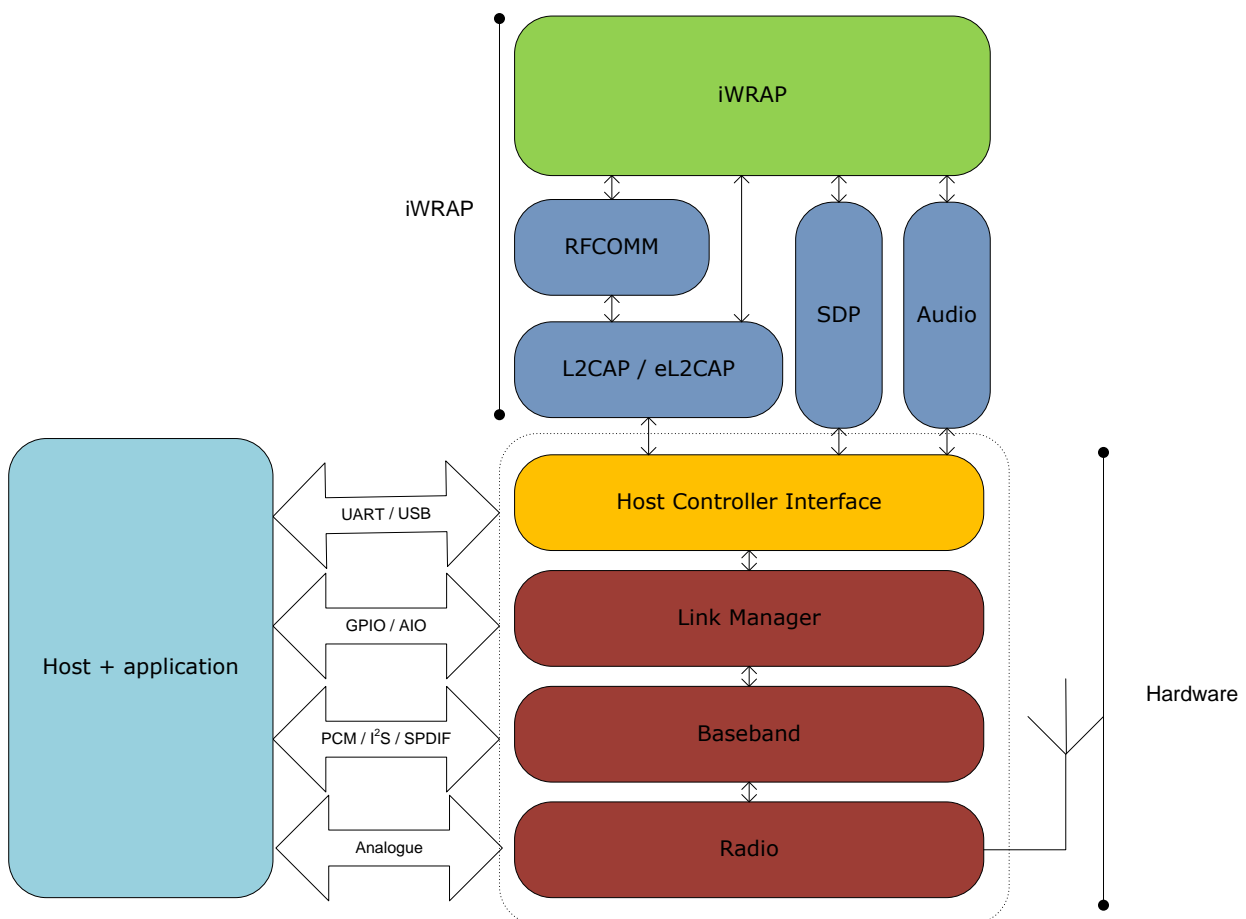 iWRAP
iWRAP
RFCOMM
SDP
Audio
L2CAP / eL2CAP
Host Controller Interface
UART / USB
Link Manager
GPIO / AIO
Host + application
Hardware
PCM / I²S / SPDIF
Baseband
Analogue
Radio